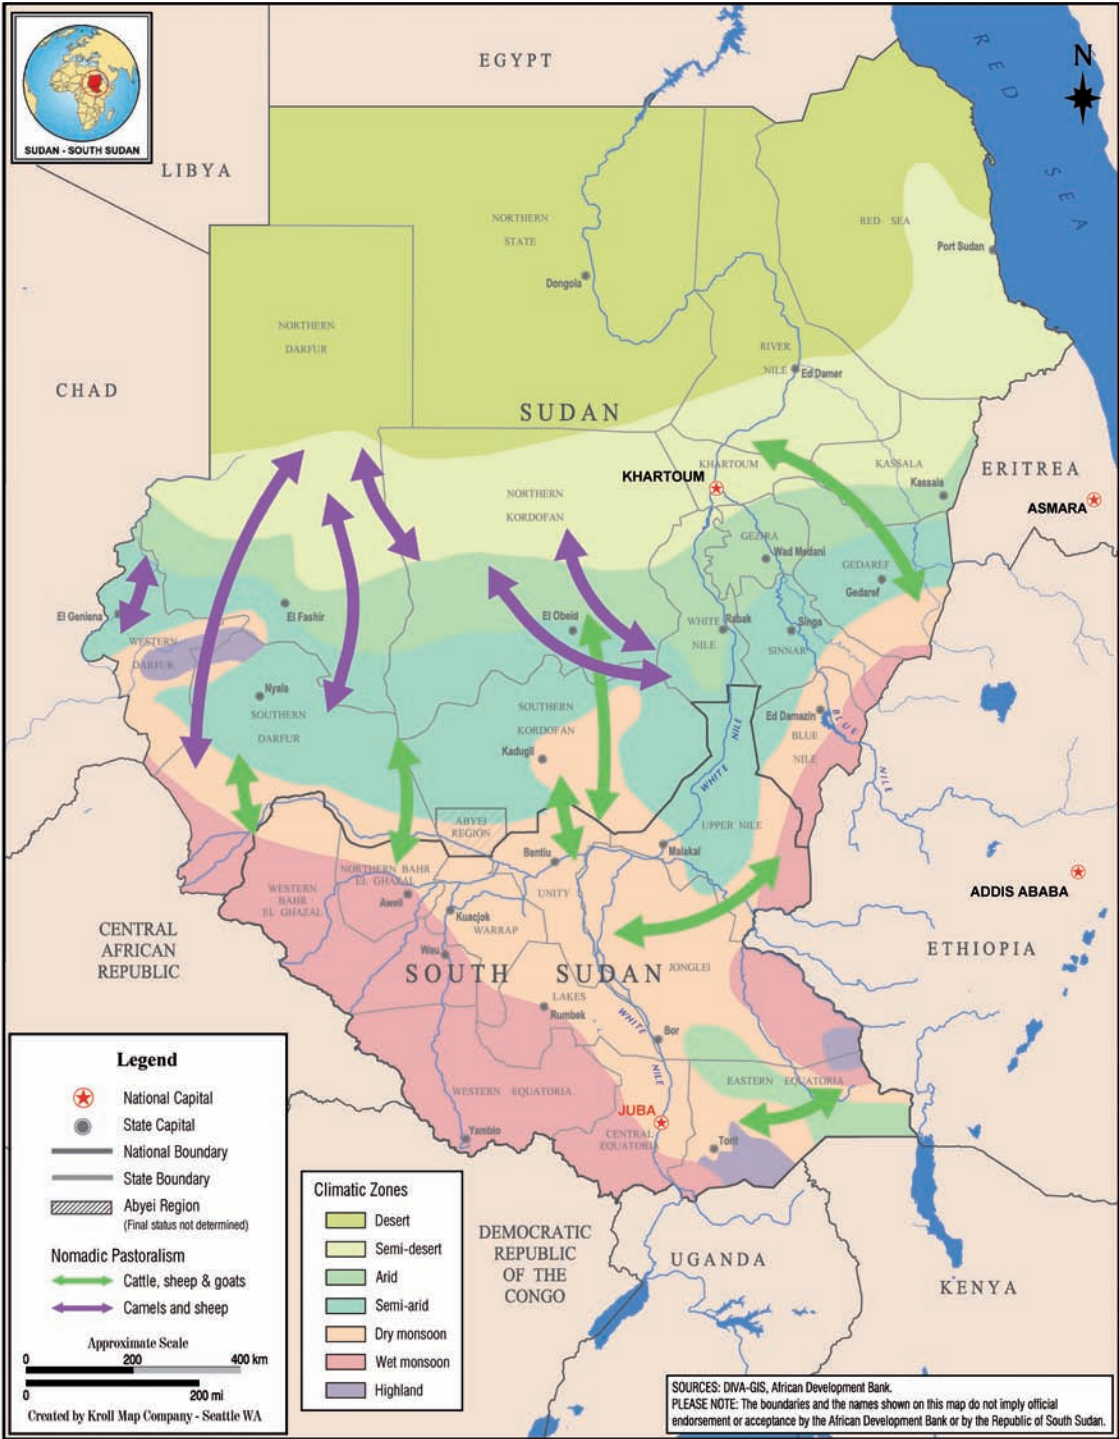 SUDAN - SOUTH SUDAN
EGYPT
RED SEA
N
LIBYA
NORTHERN
STATE
RED SEA
Port Sudan
Dongola
NORTHERN
DARFUR
RIVER
NILE
Ed Damer
CHAD
SUDAN
KHARTOUM
KHARTOUM
KASSALA
Kassala
ERITREA
ASMARA
NORTHERN
KORDOFAN
GEZIRA
Wad Medani
GEDAREF
Gedaref
El Geniena
El Fashir
El Obeid
WHITE
NILE
Rabak
Singa
SINNAR
WESTERN
DARFUR
Nyala
SOUTHERN
DARFUR
SOUTHERN
KORDOFAN
Kadugli
Ed Damazin
BLUE
NILE
BLUE
NILE
WHITE
NILE
ABYEI
REGION
UPPER NILE
Malakal
Bentiu
NORTHERN BAHR
EL GHAZAL
UNITY
WESTERN
BAHR
EL GHAZAL
Aweil
Kuacjok
WARRAP
ADDIS ABABA
CENTRAL
AFRICAN
REPUBLIC
ETHIOPIA
Wau
SOUTH SUDAN
JONGLEI
LAKES
Rumbek
WHITE
NILE
Bor
WESTERN EQUATORIA
EASTERN EQUATORIA
JUBA
CENTRAL
EQUATORIA
Torit
Yambio
DEMOCRATIC
REPUBLIC
OF THE
CONGO
UGANDA
KENYA
Legend
National Capital
State Capital
National Boundary
State Boundary
Abyei Region
(Final status not determined)
Nomadic Pastoralism
Cattle, sheep & goats
Camels and sheep
Approximate Scale
0 200 400 km
0 200 mi
Created by Kroll Map Company - Seattle WA
Climatic Zones
Desert
Semi-desert
Arid
Semi-arid
Dry monsoon
Wet monsoon
Highland
SOURCES: DIVA-GIS, African Development Bank.
PLEASE NOTE: The boundaries and the names shown on this map do not imply official
endorsement or acceptance by the African Development Bank or by the Republic of South Sudan.